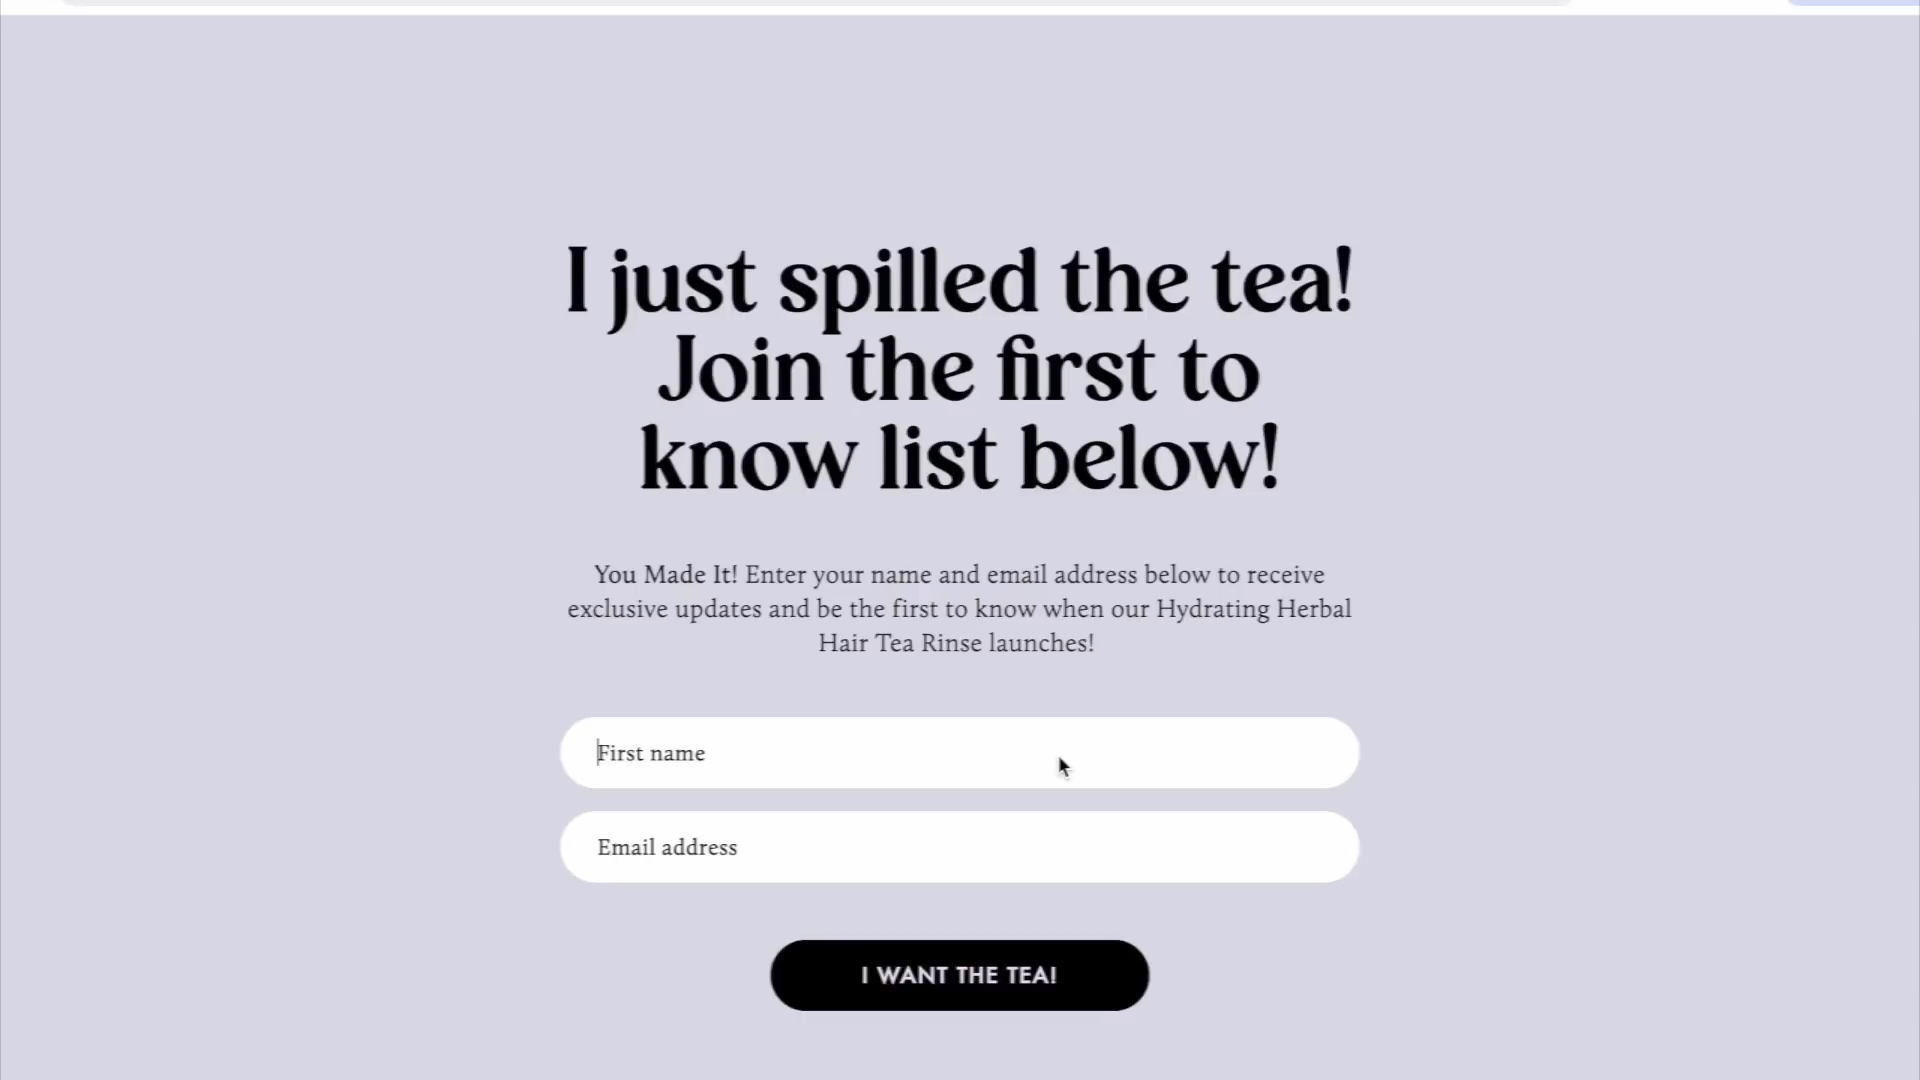 I just spilled the tea!
Join the first to
know list below!
You Made It! Enter your name and email address below to receive
exclusive updates and be the first to know when our Hydrating Herbal
Hair Tea Rinse launches!
First name
Email address
I WANT THE TEA!